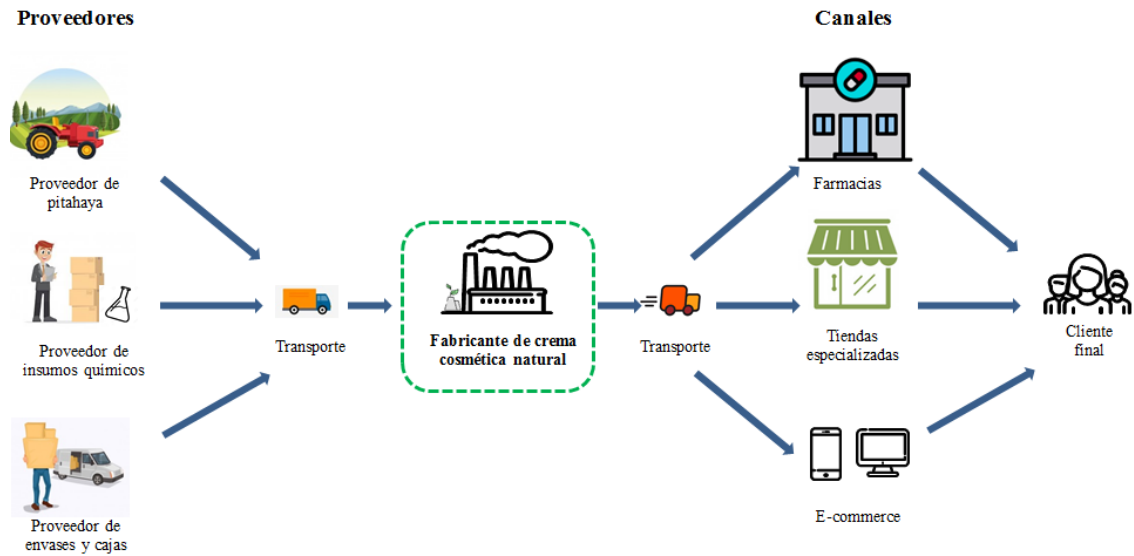 Proveedores
Canales
Proveedor de
pitahaya
Proveedor de
insumos químicos
Proveedor de
envases y cajas
Transporte
Fabricante de crema
cosmética natural
Transporte
Farmacias
Tiendas
especializadas
E-commerce
Cliente
final